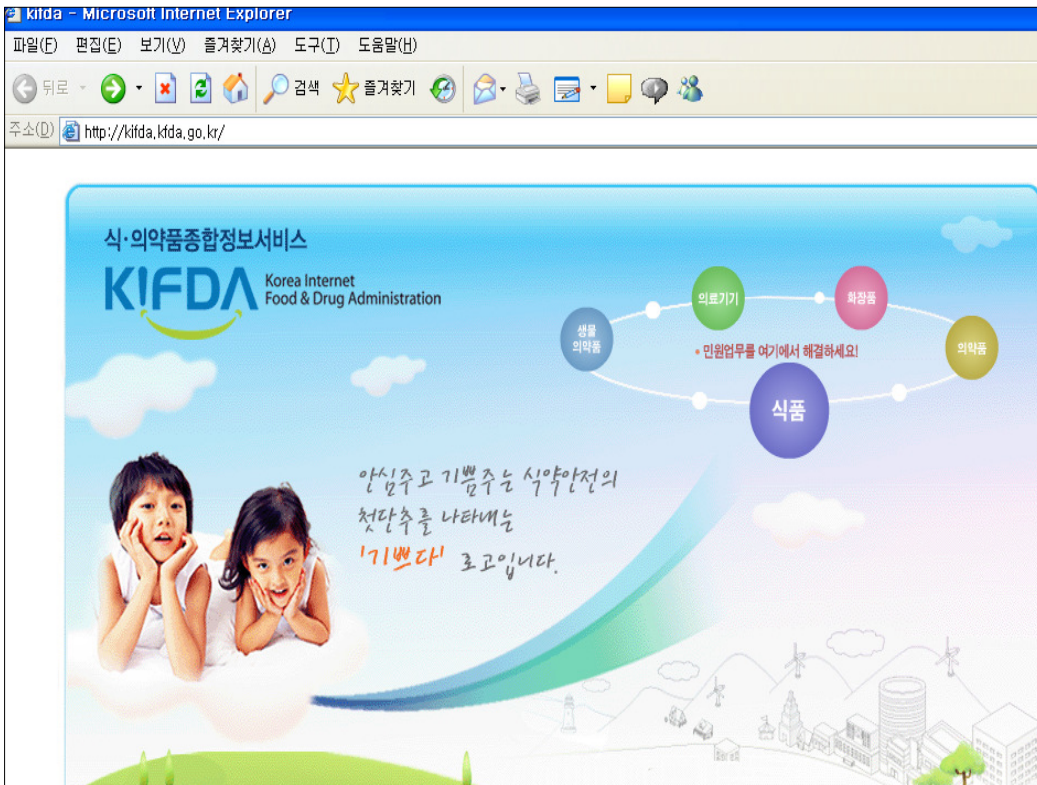 kifda - Microsoft Internet Explorer
파일(F) 편집(E) 보기(V) 즐겨찾기(A) 도구(T) 도움말(H)
뒤로 검색 즐겨찾기
주소(D) http://kifda.kfda.go.kr/
식·의약품종합정보서비스
KIFDA Korea Internet
Food & Drug Administration
의료기기
화장품
생물
의약품
• 민원업무를 여기에서 해결하세요!
의약품
식품
안심주고 기쁨주는 식약안전의
첫단추를 나타내는
'기쁘다' 로고입니다.